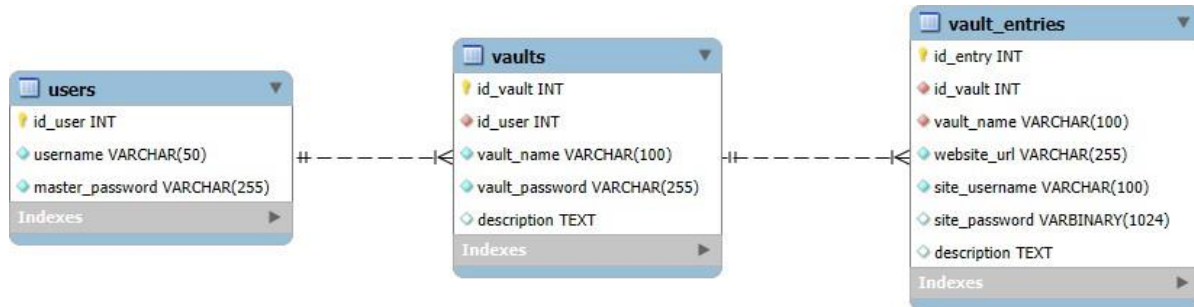 users
id_user INT
username VARCHAR(50)
master_password VARCHAR(255)
Indexes
vaults
id_vault INT
id_user INT
vault_name VARCHAR(100)
vault_password VARCHAR(255)
description TEXT
Indexes
vault_entries
id_entry INT
id_vault INT
vault_name VARCHAR(100)
website_url VARCHAR(255)
site_username VARCHAR(100)
site_password VARBINARY(1024)
description TEXT
Indexes